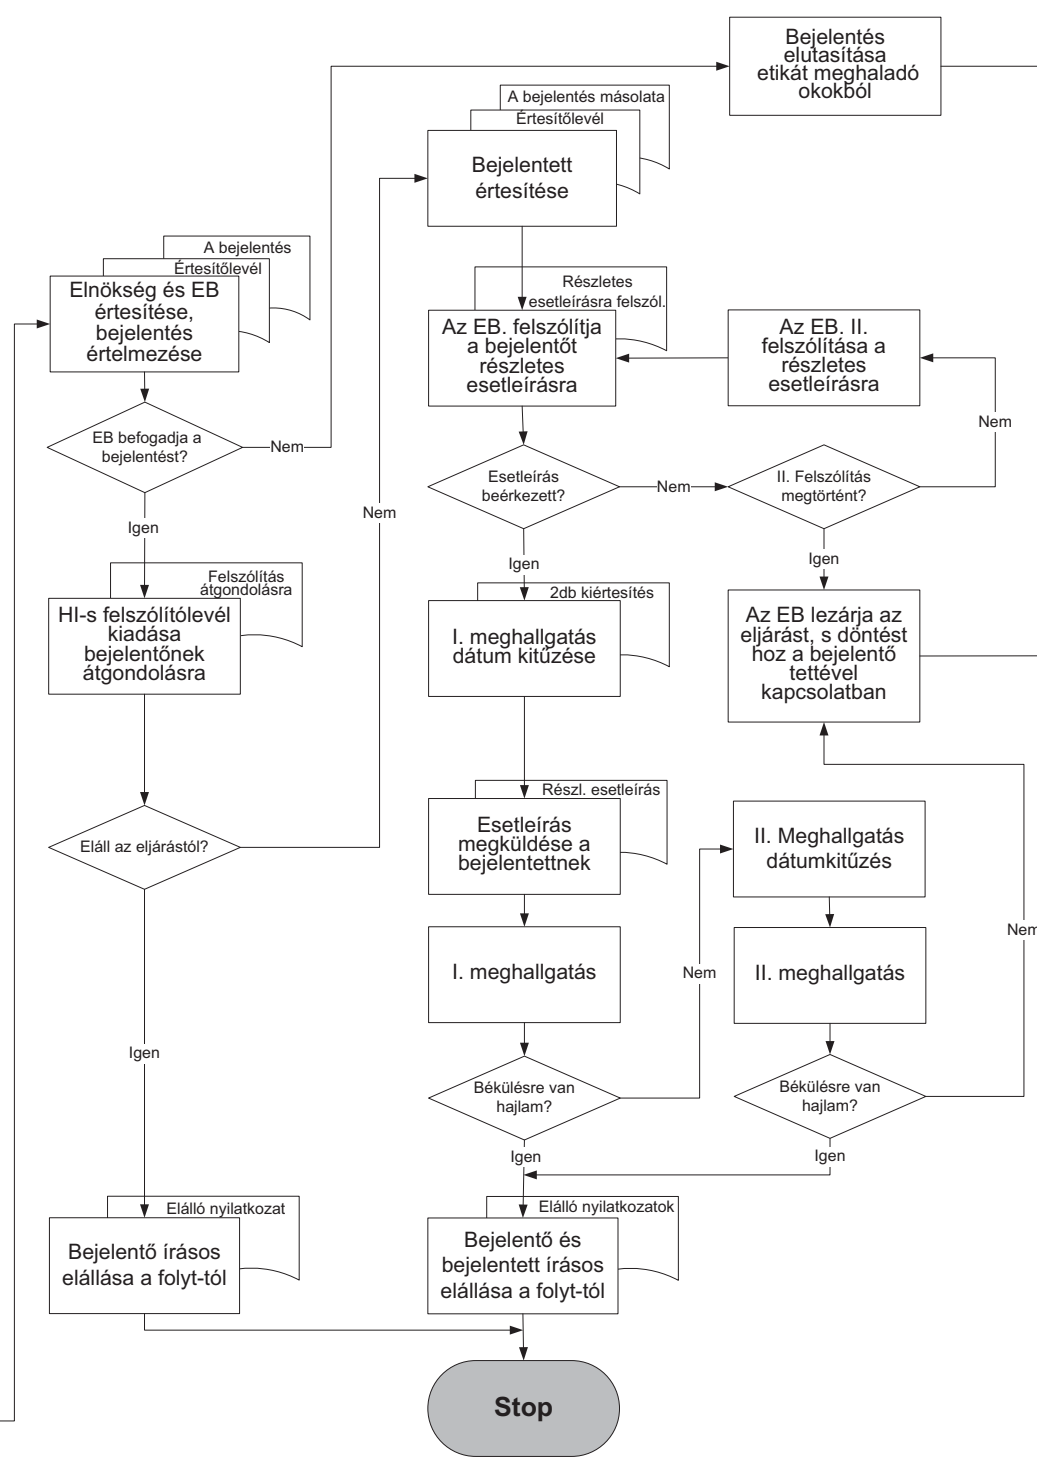 Bejelentés
elutasítása
etikát meghaladó
okokból
A bejelentés másolata
Értesítőlevél
Bejelentett
értesítése
A bejelentés
Értesítőlevél
Elnökség és EB
értesítése,
bejelentés
értelmezése
Részletes
esetleírásra felszól.
Az EB. felszólítja
a bejelentőt
részletes
esetleírásra
Az EB. II.
felszólítása a
részletes
esetleírásra
EB befogadja a
bejelentést?
Nem
Nem
Esetleírás
beérkezett?
Nem
II. Felszólítás
megtörtént?
Igen
Nem
Igen
Igen
Felszólítás
átgondolásra
HI-s felszólítólevél
kiadása
bejelentőnek
átgondolásra
2db kiértesítés
I. meghallgatás
dátum kitűzése
Az EB lezárja az
eljárást, s döntést
hoz a bejelentő
tettével
kapcsolatban
Részl. esetleírás
Esetleírás
megküldése a
bejelentettnek
Eláll az eljárástól?
II. Meghallgatás
dátumkitűzés
Nem
I. meghallgatás
Nem
II. meghallgatás
Igen
Békülésre van
hajlam?
Békülésre van
hajlam?
Igen
Igen
Elálló nyilatkozat
Bejelentő írásos
elállása a folyt-tól
Elálló nyilatkozatok
Bejelentő és
bejelentett írásos
elállása a folyt-tól
Stop